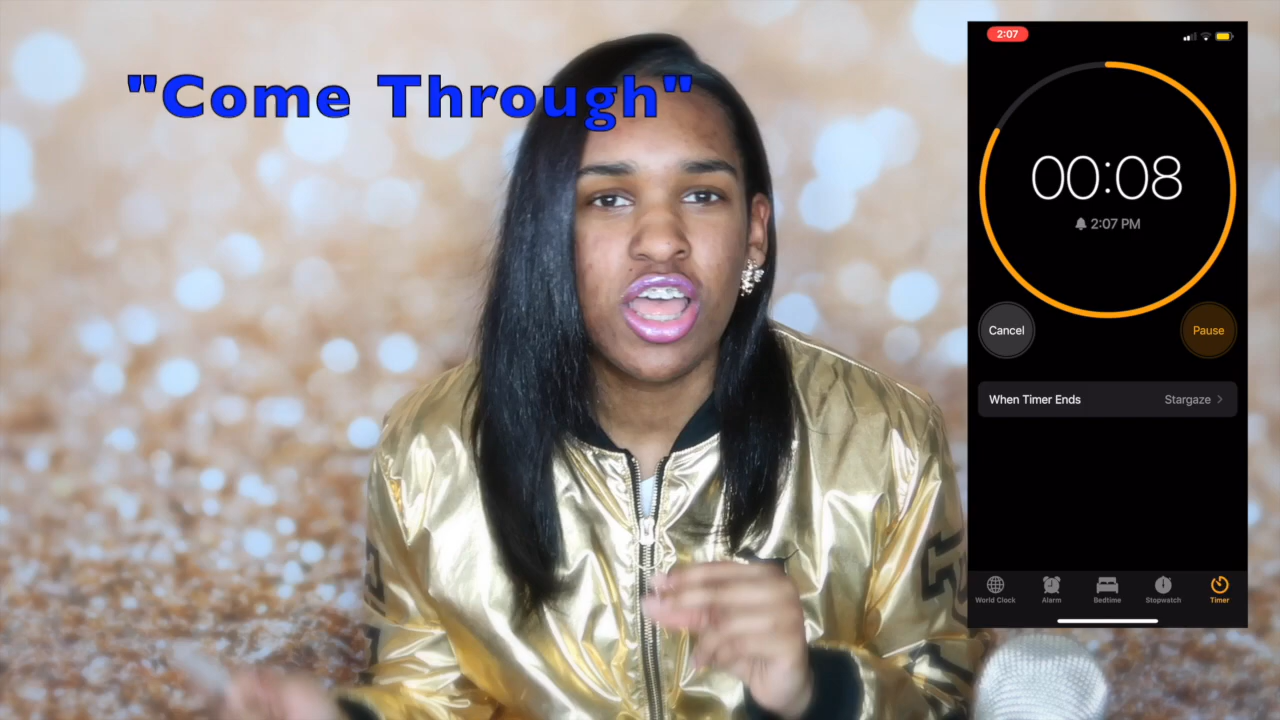 "Come Through"
2:07
00:08
2:07 PM
Cancel
Pause
When Timer Ends
Stargaze
World Clock
Alarm
Bedtime
Stopwatch
Timer